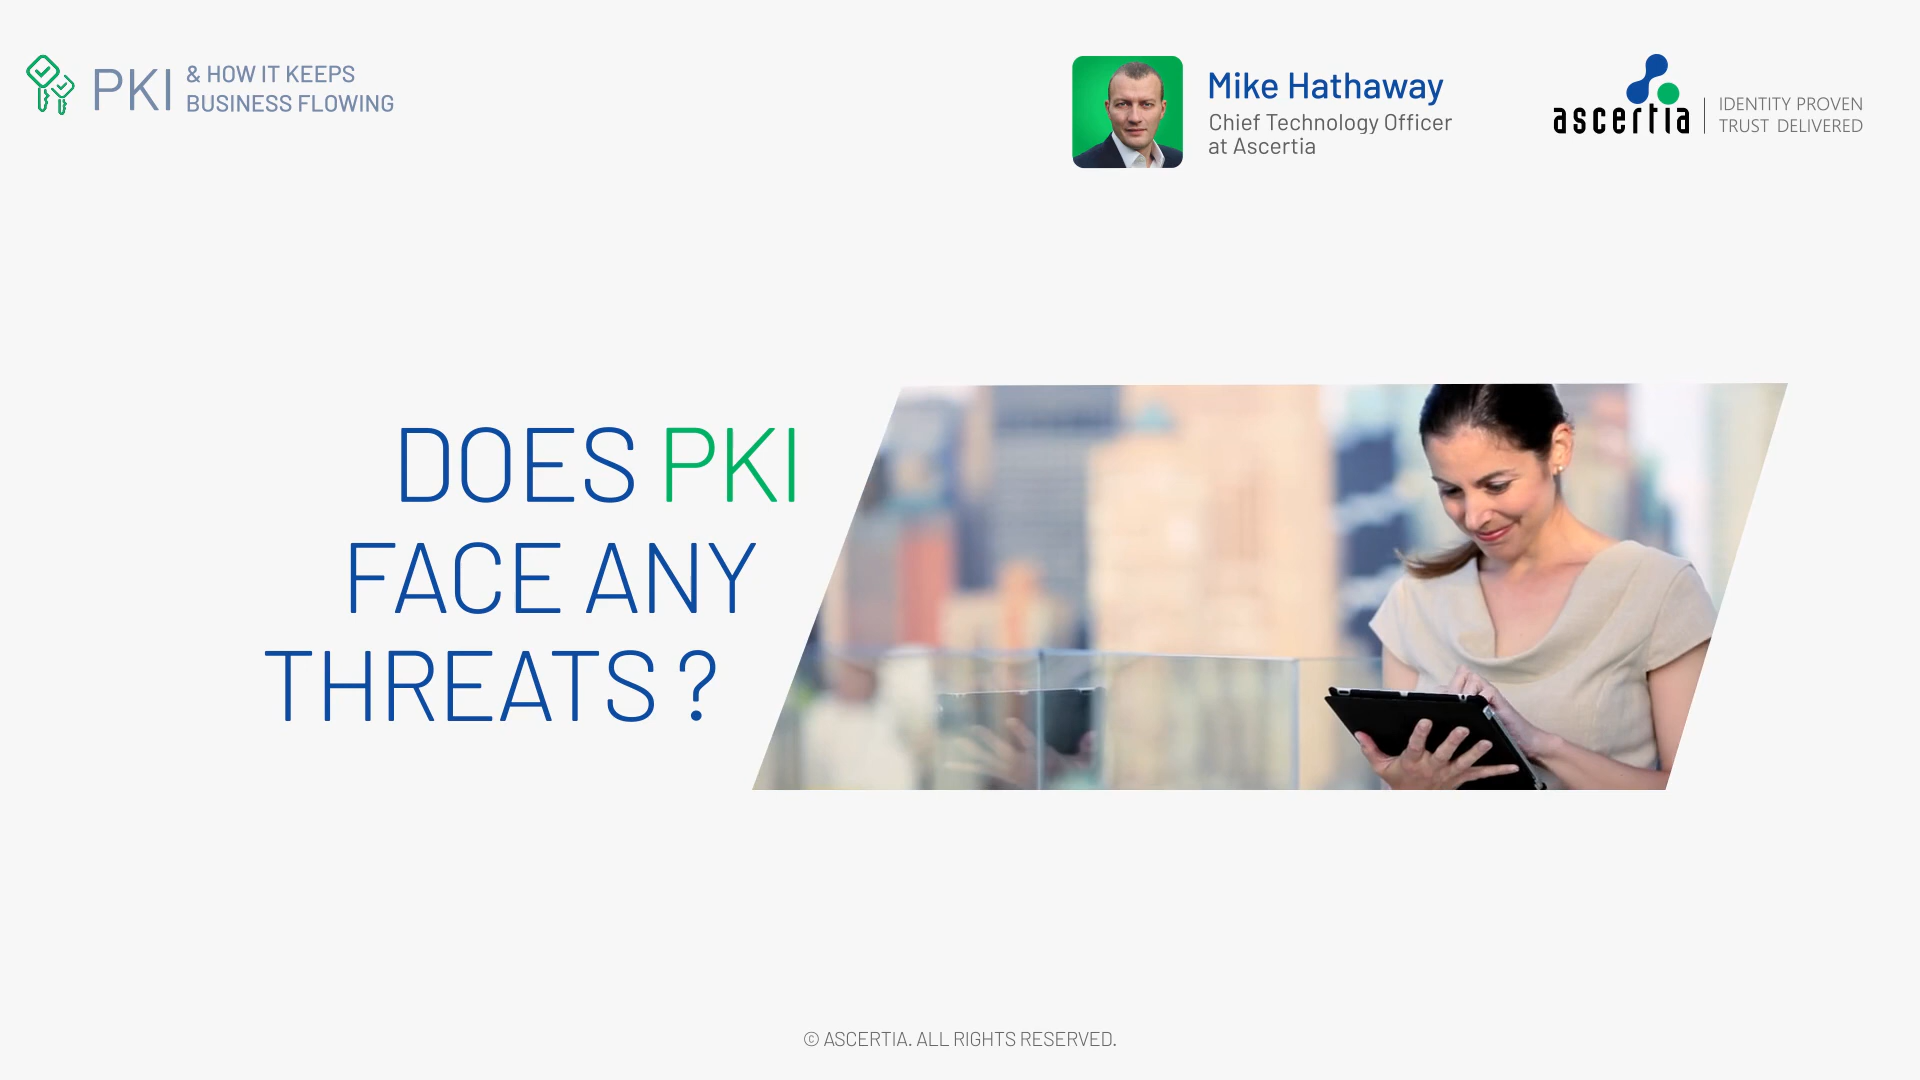 PKI
& HOW IT KEEPS
BUSINESS FLOWING
Mike Hathaway
Chief Technology Officer
at Ascertia
ascertia
IDENTITY PROVEN
TRUST DELIVERED
DOES PKI
FACE ANY
THREATS ?
© ASCERTIA. ALL RIGHTS RESERVED.